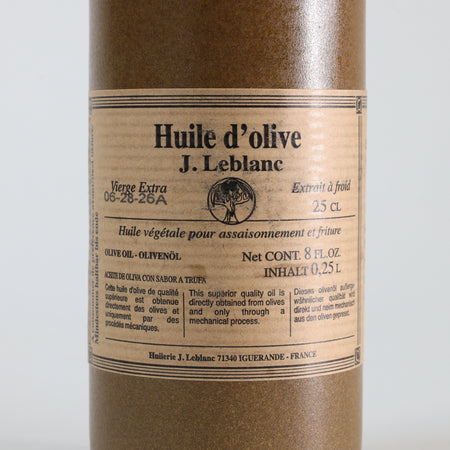 Huile d'olive
J. Leblanc
Vierge Extra
06-28-26A
Extrait à froid
25 CL
Huile végétale pour assaisonnement et friture
OLIVE OIL - OLIVENÖL
Net CONT. 8 FL.OZ.
INHALT 0,25 L
ACEITE DE OLIVA CON SABOR A TRUFA
Cette huile d'olive de qualité
supérieure est obtenue
directement des olives et
uniquement par des
procédés mécaniques.
This superior quality oil is
directly obtained from olives
and only through a
mechanical process.
Dieses olivenöl außerge-
wöhnlicher qualität wird
direkt und
aus den oliven gepresst.
Huilerie J. Leblanc 71340 IGUERANDE - FRANCE
Mindestens haltbar bis ende